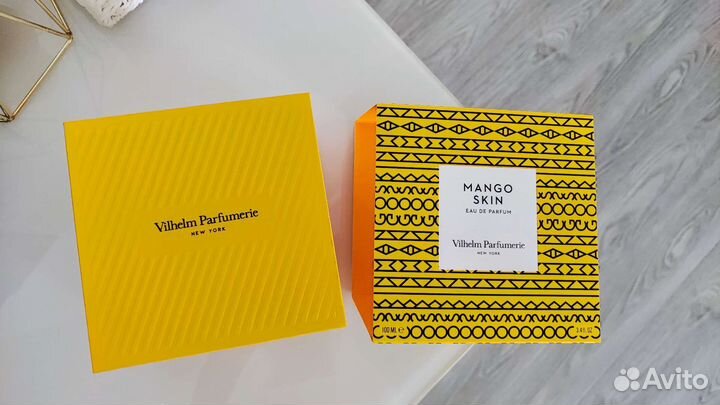 Vilhelm Parfumerie
NEW YORK
MANGO
SKIN
EAU DE PARFUM
Vilhelm Parfumerie
NEW YORK
100 ML ℮
3.4 fl. OZ
Avito